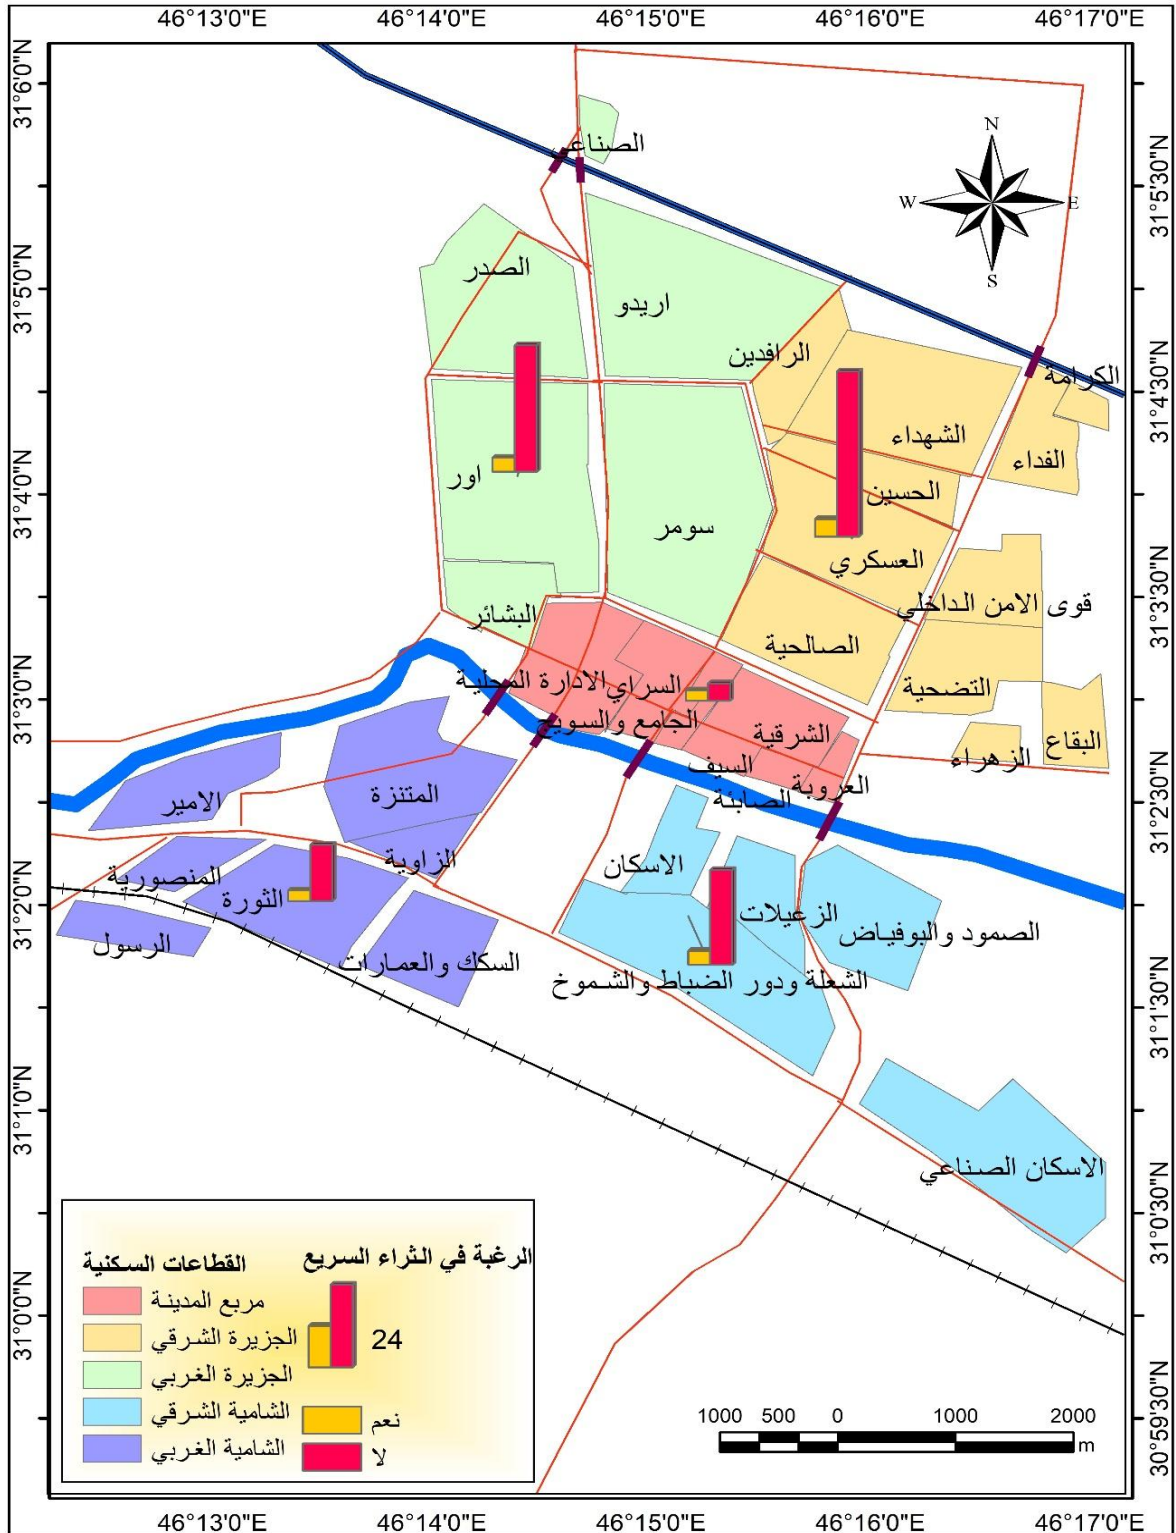 46°13'0"E 46°14'0"E 46°15'0"E 46°16'0"E 46°17'0"E
31°6'0"N
31°5'30"N
31°5'0"N
31°4'30"N
31°4'0"N
31°3'30"N
31°3'0"N
31°2'30"N
31°2'0"N
31°1'30"N
31°1'0"N
31°0'30"N
31°0'0"N
30°59'30"N
N
W E
S
الصناعي
الصدر
اريدو
الرافدين
الكرامة
الشهداء
الفداء
اور
الحسين
سومر
العسكري
قوى الامن الداخلي
البشائر
الصالحية
السراي
الادارة المحلية
التضحية
الجامع والسويج
الشرقية
البقاع
الزهراء
السيف
العروبة
الصابئة
الامير
المتنزة
الزاوية
الاسكان
المنصورية
الثورة
الزعيلات
الصمود والبوفياض
الرسول
السكك والعمارات
الشعلة ودور الضباط والشموخ
الاسكان الصناعي
القطاعات السكنية
مربع المدينة
الجزيرة الشرقي
الجزيرة الغربي
الشامية الشرقي
الشامية الغربي
الرغبة في الثراء السريع
24
نعم
لا
1000 500 0 1000 2000
m
46°13'0"E 46°14'0"E 46°15'0"E 46°16'0"E 46°17'0"E